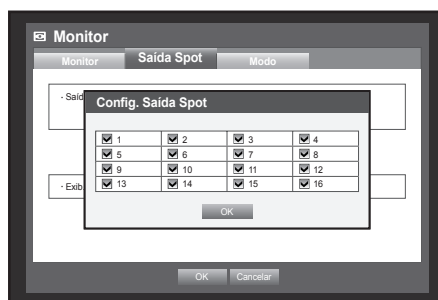 Monitor
Monitor Saída Spot Modo
· Saíd
Config. Saída Spot
1 2 3 4
5 6 7 8
9 10 11 12
13 14 15 16
· Exib
OK
OK Cancelar